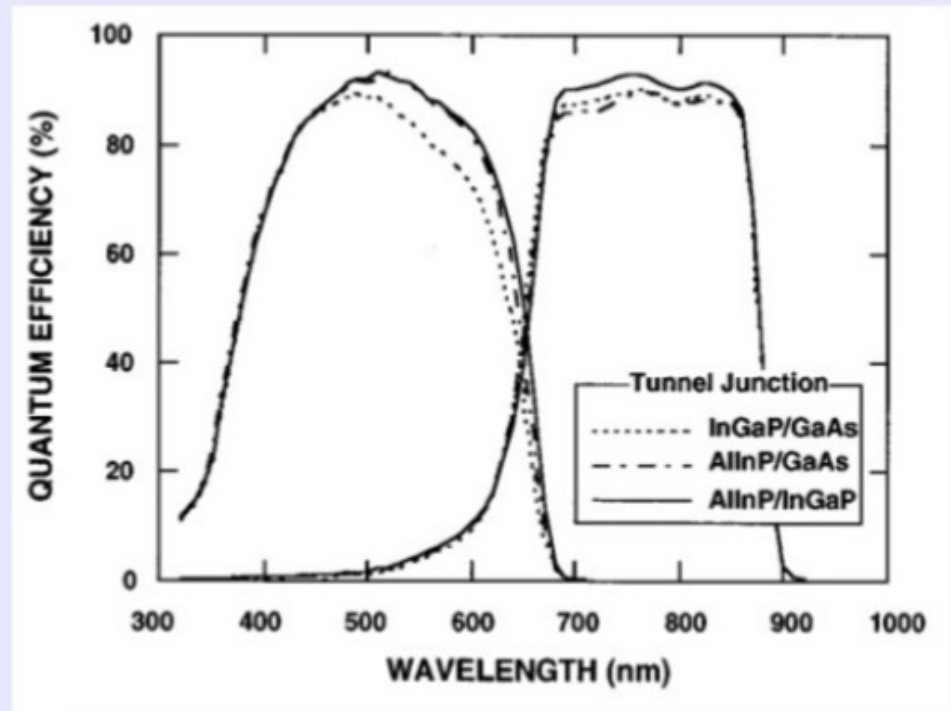 100
80
60
40
20
0
QUANTUM EFFICIENCY (%)
Tunnel Junction
InGaP/GaAs
AlInP/GaAs
AlInP/InGaP
300 400 500 600 700 800 900 1000
WAVELENGTH (nm)